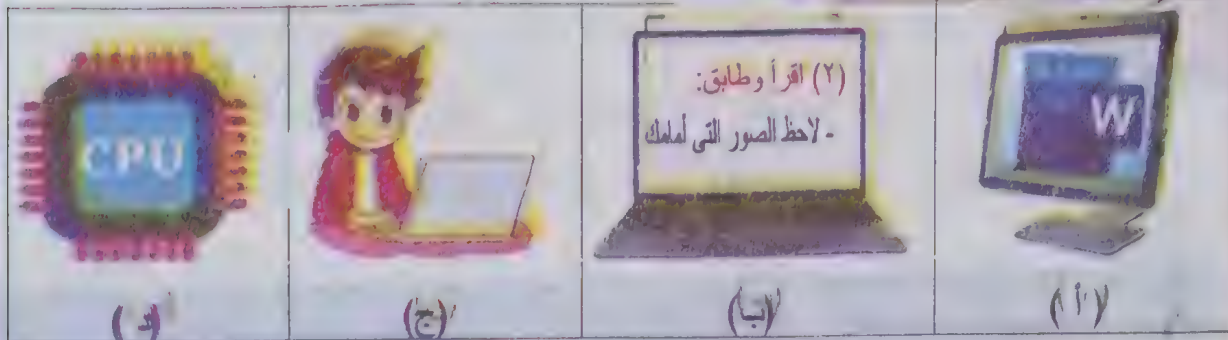 (٢) اقرأ وطابق:
- لاحظ الصور التى أمامك
W
CPU
(أ)
(ب)
(ج)
(د)